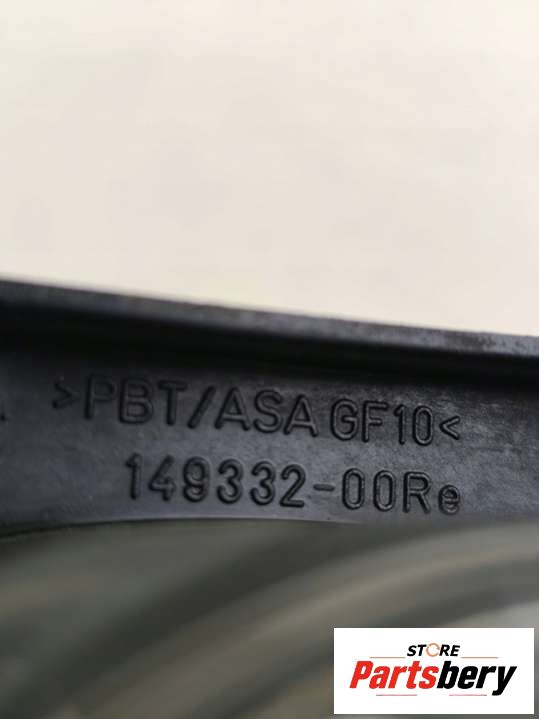 >PBT/ASA GF10<
149332-00Re
STORE
Partsbery